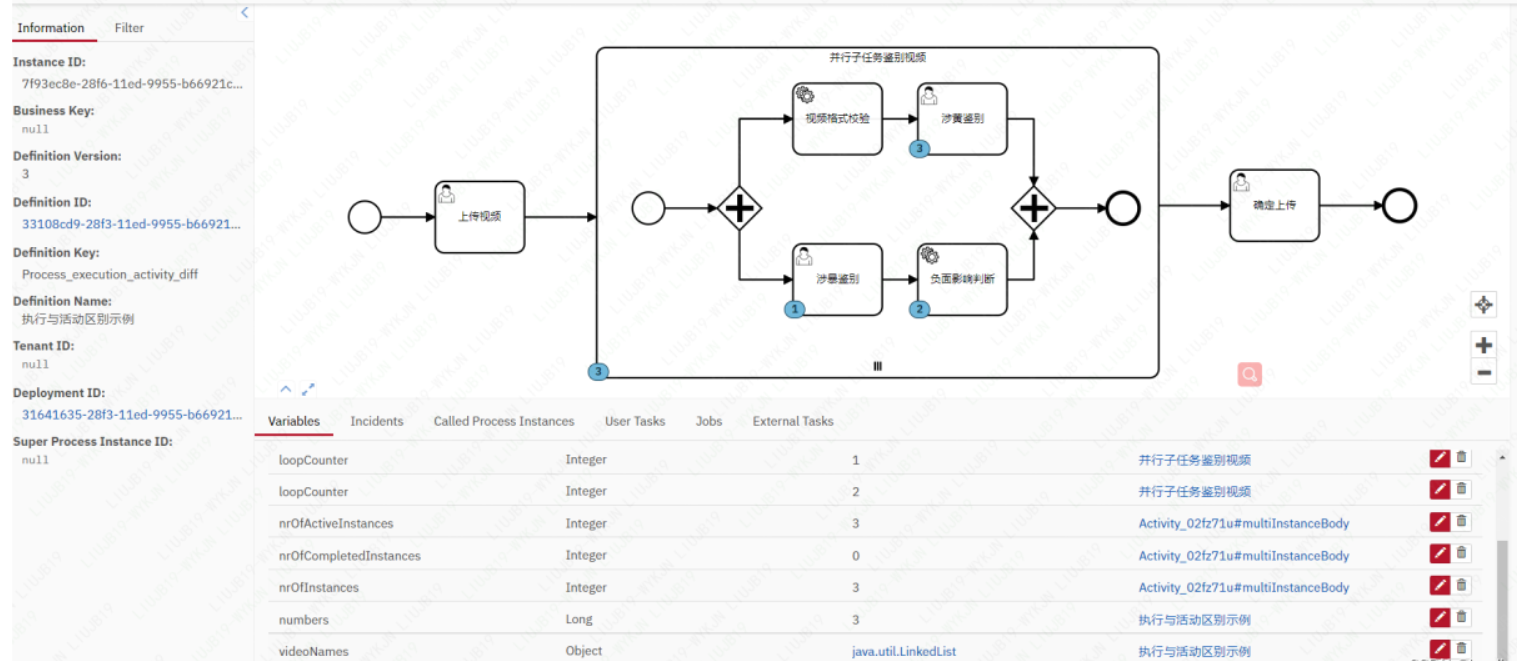 Information Filter
Instance ID:
7f93ec8e-28f6-11ed-9955-b66921c...
Business Key:
null
Definition Version:
3
Definition ID:
33108cd9-28f3-11ed-9955-b66921...
Definition Key:
Process_execution_activity_diff
Definition Name:
执行与活动区别示例
Tenant ID:
null
Deployment ID:
31641635-28f3-11ed-9955-b66921...
Super Process Instance ID:
null
并行子任务鉴别视频
视频格式校验
涉黄鉴别
3
上传视频
确定上传
涉暴鉴别
负面影响判断
1
2
3
Variables Incidents Called Process Instances User Tasks Jobs External Tasks
loopCounter Integer 1 并行子任务鉴别视频
loopCounter Integer 2 并行子任务鉴别视频
nrOfActiveInstances Integer 3 Activity_02fz71u#multiInstanceBody
nrOfCompletedInstances Integer 0 Activity_02fz71u#multiInstanceBody
nrOfInstances Integer 3 Activity_02fz71u#multiInstanceBody
numbers Long 3 执行与活动区别示例
videoNames Object java.util.LinkedList 执行与活动区别示例